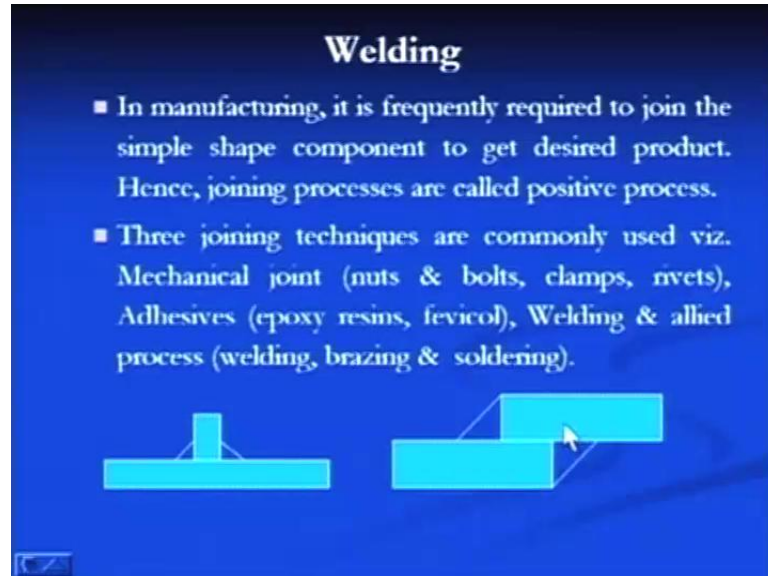 Welding
In manufacturing, it is frequently required to join the
simple shape component to get desired product.
Hence, joining processes are called positive process.
Three joining techniques are commonly used viz.
Mechanical joint (nuts & bolts, clamps, rivets),
Adhesives (epoxy resins, fevicol), Welding & allied
process (welding, brazing & soldering).